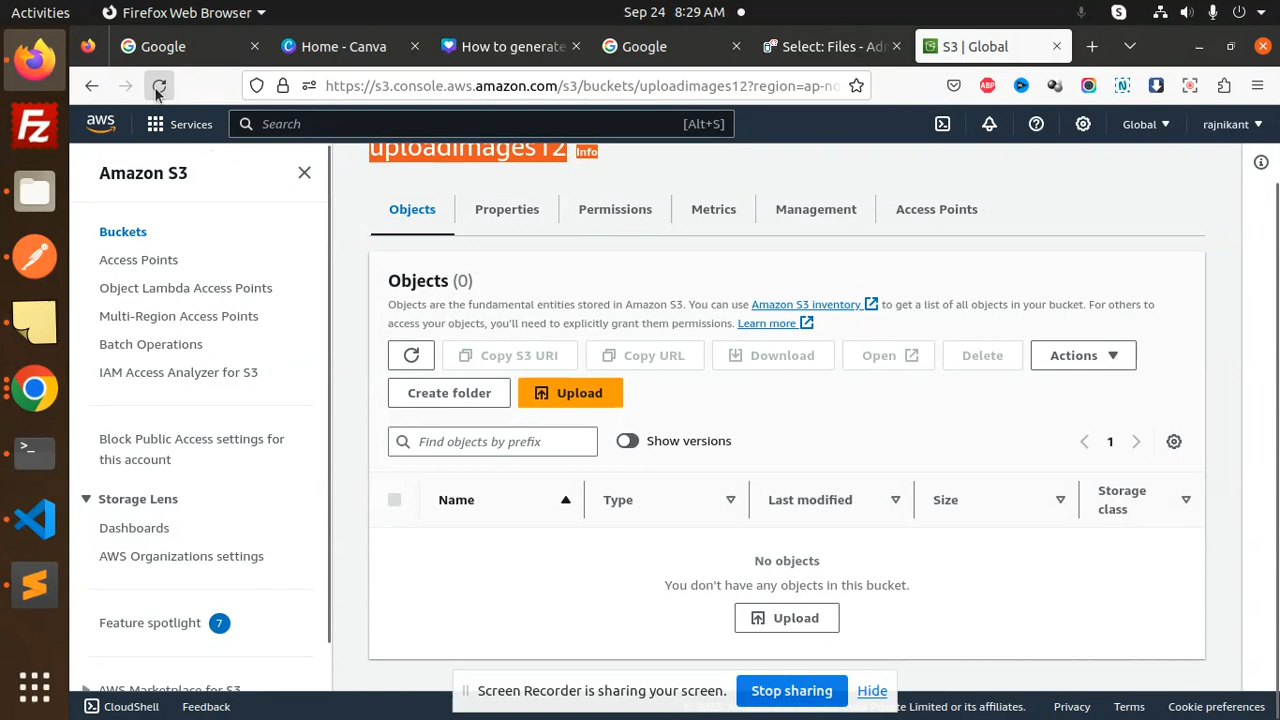 Activities
Firefox Web Browser
Sep 24 8:29 AM
Google
Home - Canva
How to generate
Google
Select: Files - Ad
S3 | Global
https://s3.console.aws.amazon.com/s3/buckets/uploadimages12?region=ap-no
aws
Services
Search
[Alt+S]
Global
rajnikant
Amazon S3
Buckets
Access Points
Object Lambda Access Points
Multi-Region Access Points
Batch Operations
IAM Access Analyzer for S3
Block Public Access settings for
this account
Storage Lens
Dashboards
AWS Organizations settings
Feature spotlight 7
AWS Marketplace for S3
uploadimages12 Info
Objects
Properties
Permissions
Metrics
Management
Access Points
Objects (0)
Objects are the fundamental entities stored in Amazon S3. You can use Amazon S3 inventory to get a list of all objects in your bucket. For others to
access your objects, you'll need to explicitly grant them permissions. Learn more
Copy S3 URI
Copy URL
Download
Open
Delete
Actions
Create folder
Upload
Find objects by prefix
Show versions
1
Name
Type
Last modified
Size
Storage
class
No objects
You don't have any objects in this bucket.
Upload
Screen Recorder is sharing your screen.
Stop sharing
Hide
CloudShell
Feedback
Private Limited or its affiliates.
Privacy
Terms
Cookie preferences